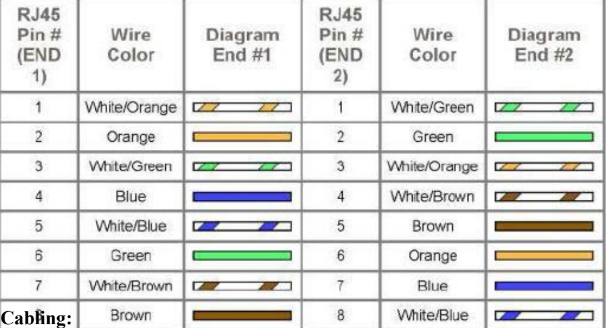 RJ45 Pin # (END 1) Wire Color Diagram End #1 RJ45 Pin # (END 2) Wire Color Diagram End #2
1 White/Orange 1 White/Green
2 Orange 2 Green
3 White/Green 3 White/Orange
4 Blue 4 White/Brown
5 White/Blue 5 Brown
6 Green 6 Orange
7 White/Brown 7 Blue
Cabling: Brown 8 White/Blue